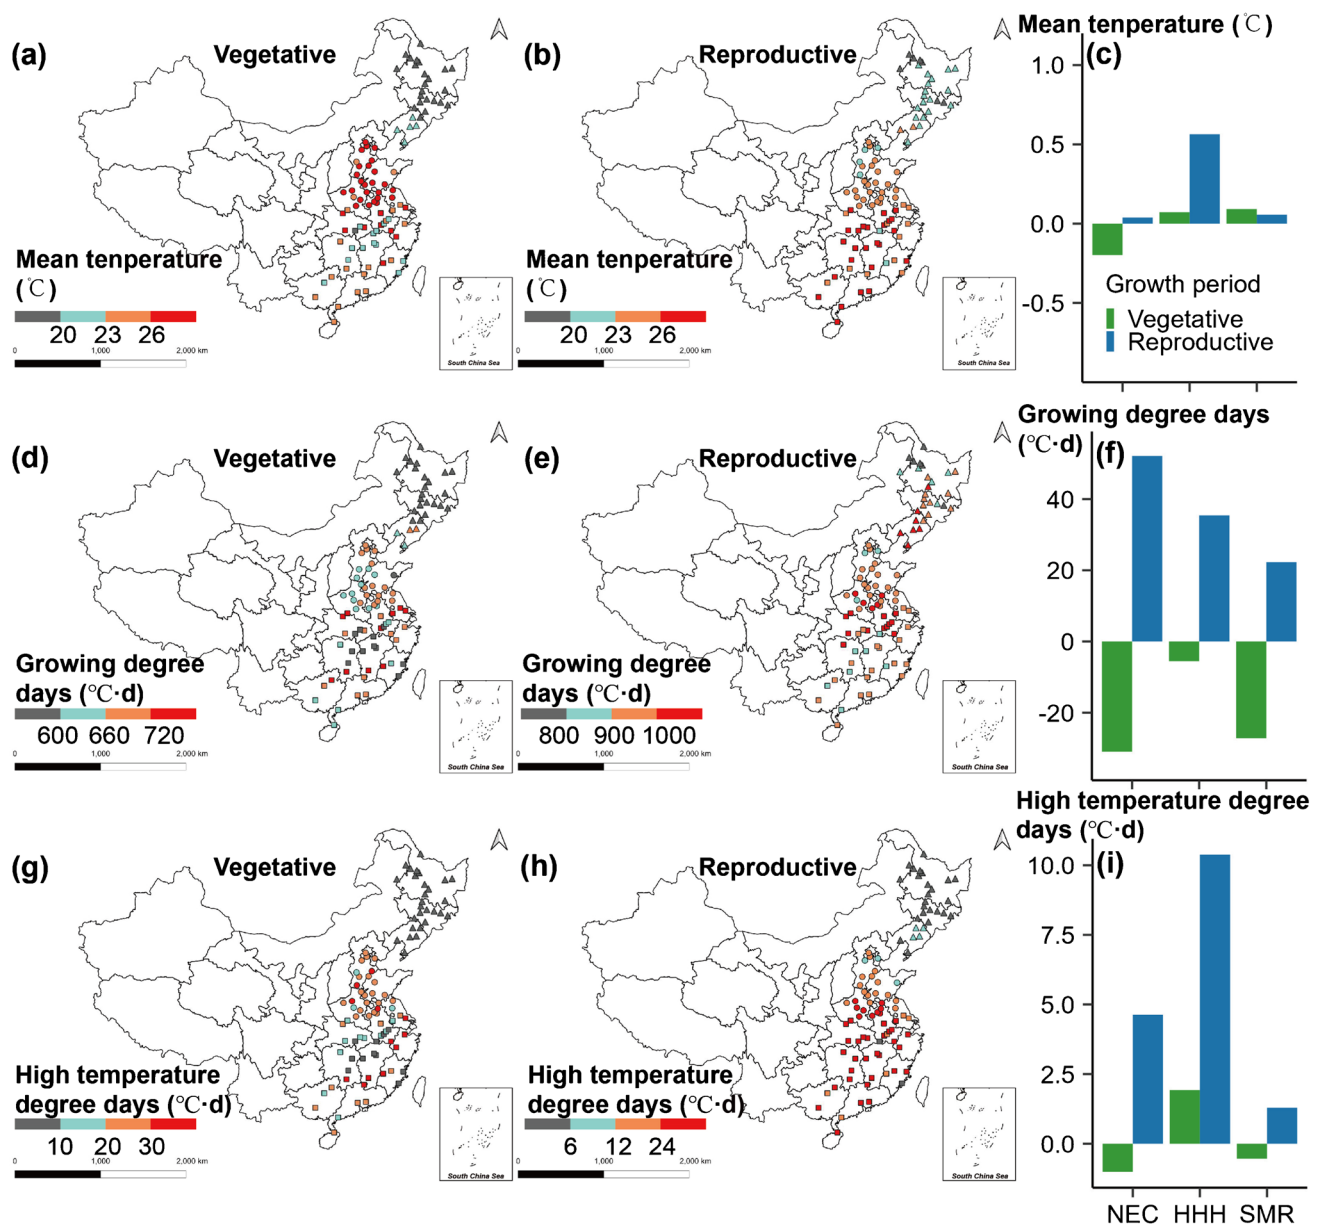 (a)
Vegetative
Mean tenperature
(℃)
20 23 26
0 1,000 2,000 km
South China Sea
(b)
Reproductive
Mean tenperature
(℃)
20 23 26
0 1,000 2,000 km
South China Sea
Mean tenperature (℃)
(c)
1.0
0.5
0.0
-0.5
Growth period
Vegetative
Reproductive
(d)
Vegetative
Growing degree
days (℃·d)
600 660 720
0 1,000 2,000 km
South China Sea
(e)
Reproductive
Growing degree
days (℃·d)
800 900 1000
0 1,000 2,000 km
South China Sea
Growing degree days
(℃·d)
(f)
40
20
0
-20
(g)
Vegetative
High temperature
degree days (℃·d)
10 20 30
0 1,000 2,000 km
South China Sea
(h)
Reproductive
High temperature
degree days (℃·d)
6 12 24
0 1,000 2,000 km
South China Sea
High temperature degree
days (℃·d)
(i)
10.0
7.5
5.0
2.5
0.0
NEC HHH SMR